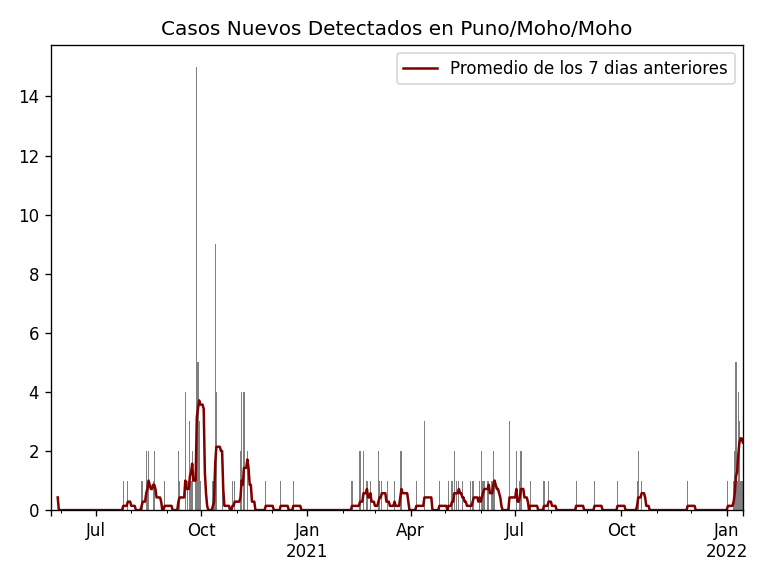 Casos Nuevos Detectados en Puno/Moho/Moho
Promedio de los 7 dias anteriores
14
12
10
8
6
4
2
0
Jul
Oct
Jan
2021
Apr
Jul
Oct
Jan
2022